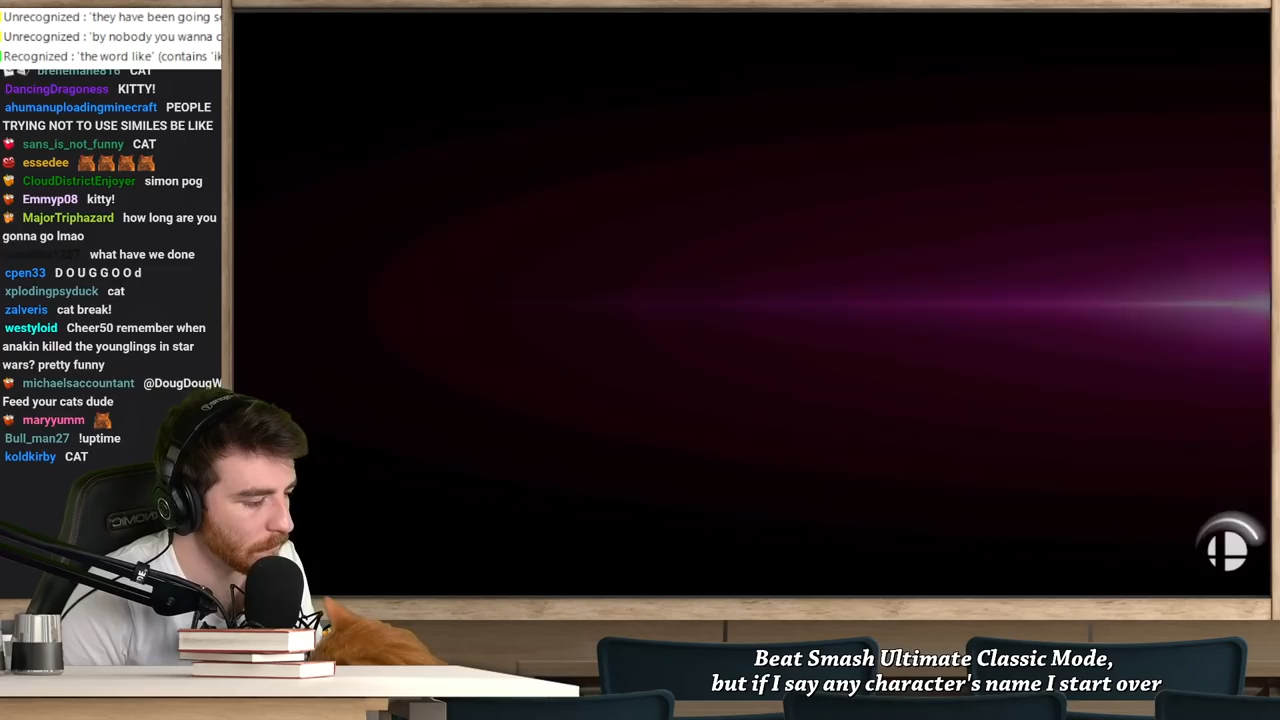 Unrecognized : 'they have been going
Unrecognized : 'by nobody you wanna
Recognized : 'the word like' (contains
brenemane816 CAT
DancingDragoness KITTY!
ahumanuploadingminecraft PEOPLE
TRYING NOT TO USE SIMILES BE LIKE
sans_is_not_funny CAT
essedee
CloudDistrictEnjoyer simon pog
Emmyp08 kitty!
MajorTriphazard how long are you
gonna go lmao
what have we done
cpen33 D O U G G O O d
xplodingpsyduck cat
zalveris cat break!
westyloid Cheer50 remember when
anakin killed the younglings in star
wars? pretty funny
michaelsaccountant @DougDougW
Feed your cats dude
maryyumm
Bull_man27 !uptime
koldkirby CAT
Beat Smash Ultimate Classic Mode,
but if I say any character's name I start over